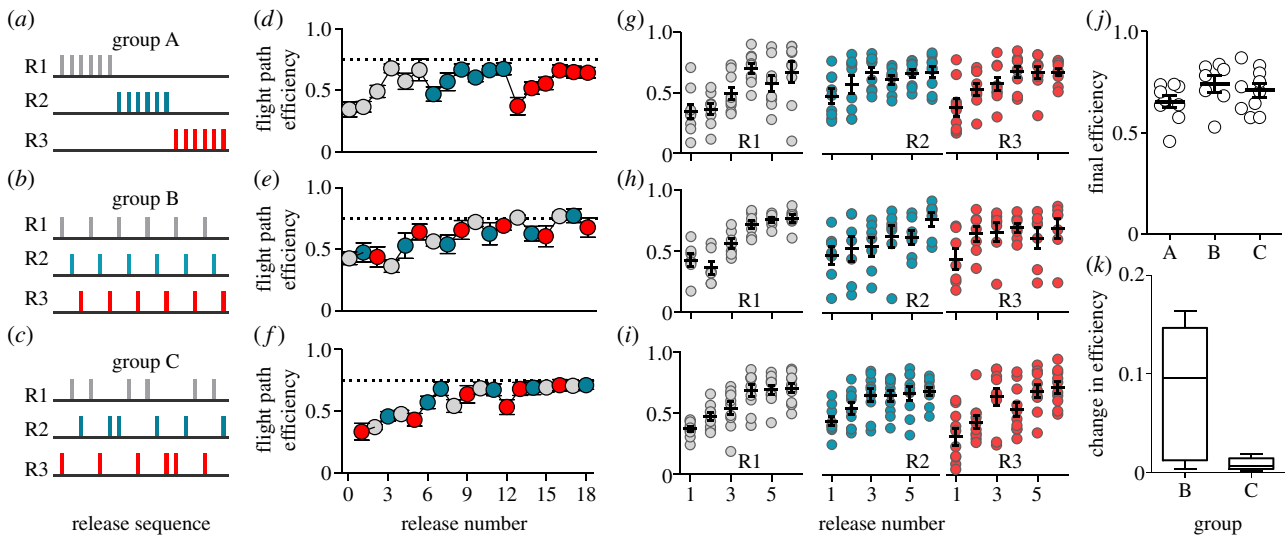 (a)
group A
R1
R2
R3
(b)
group B
R1
R2
R3
(c)
group C
R1
R2
R3
release sequence
(d)
1.0
0.5
0
flight path
efficiency
(e)
1.0
0.5
0
flight path
efficiency
(f)
1.0
0.5
0
flight path
efficiency
0 3 6 9 12 15 18
release number
(g)
1.0
0.5
0
R1 R2 R3
(h)
1.0
0.5
0
R1 R2 R3
(i)
1.0
0.5
0
R1 R2 R3
1 3 5 1 3 5 1 3 5
release number
(j)
1.0
0.5
0
final efficiency
A B C
(k)
0.2
0.1
0
change in efficiency
B C
group